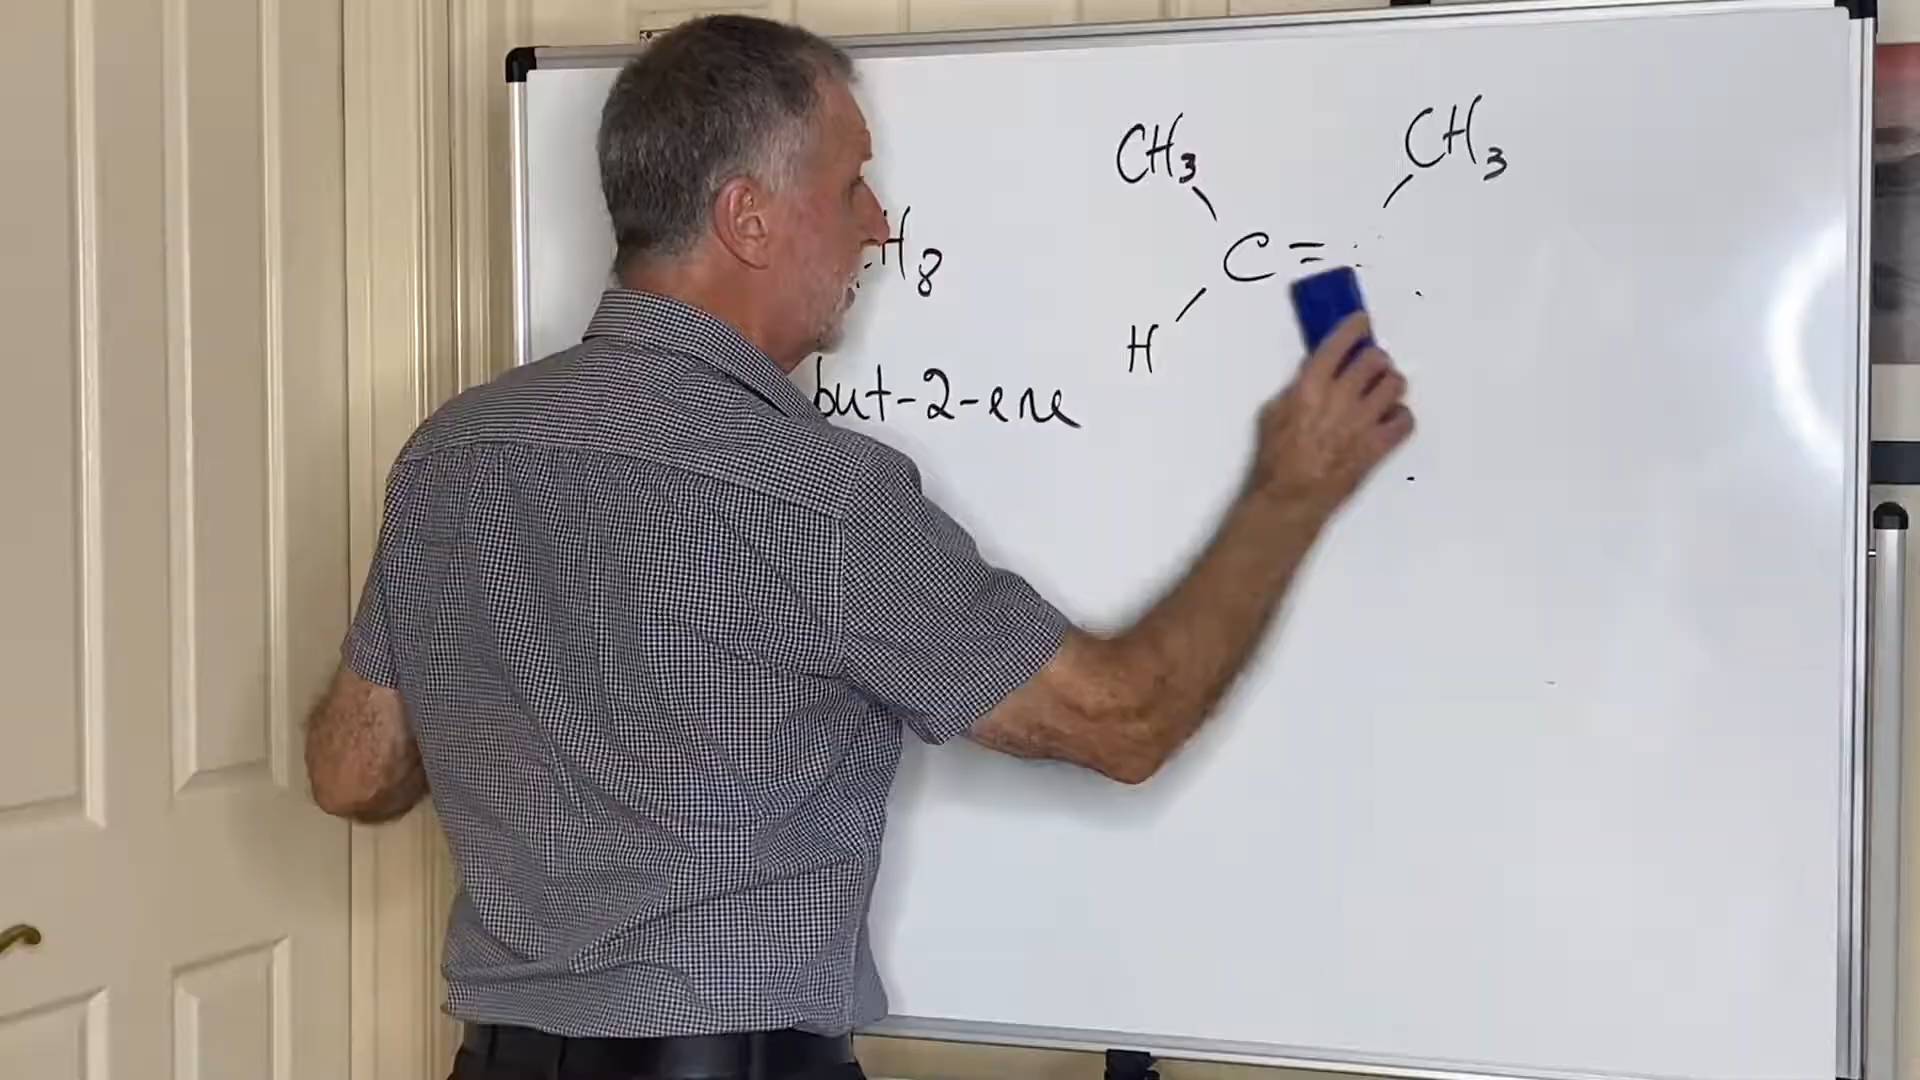 CH3 CH3
H8
C =
H
but-2-ene